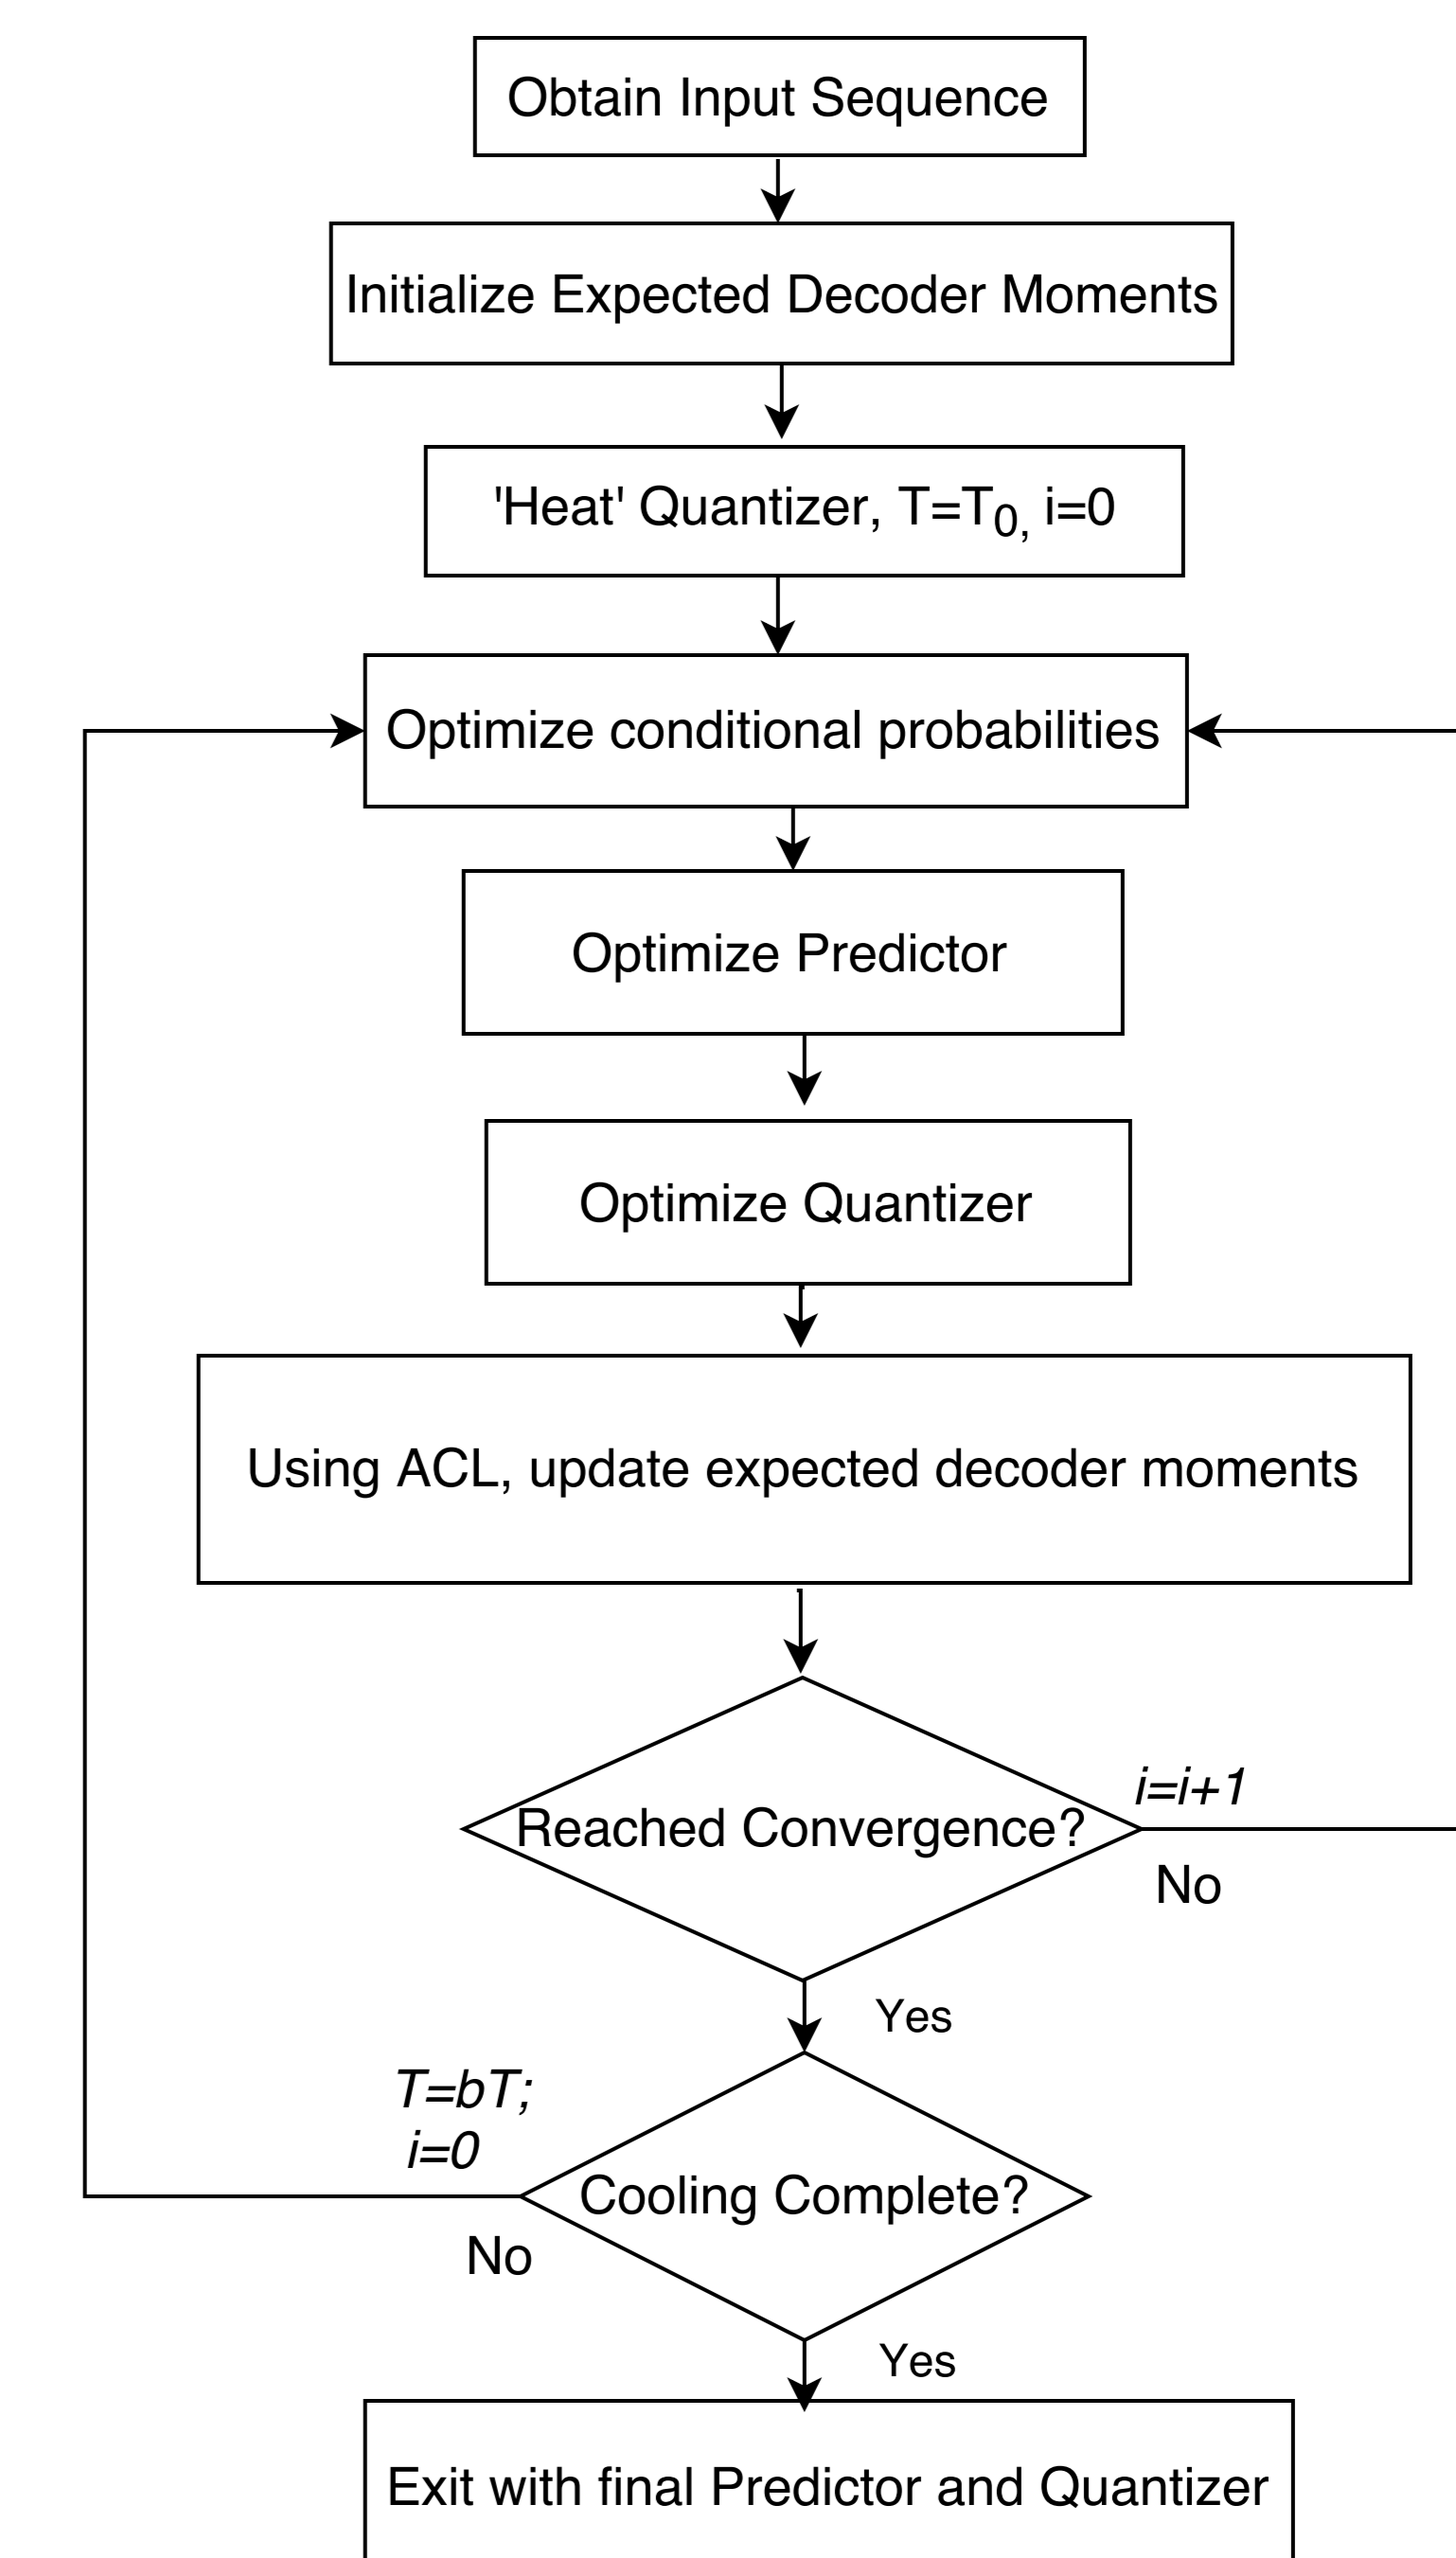 Obtain Input Sequence
Initialize Expected Decoder Moments
'Heat' Quantizer, T=T₀, i=0
Optimize conditional probabilities
Optimize Predictor
Optimize Quantizer
Using ACL, update expected decoder moments
i=i+1
Reached Convergence?
No
Yes
T=bT;
i=0
Cooling Complete?
No
Yes
Exit with final Predictor and Quantizer